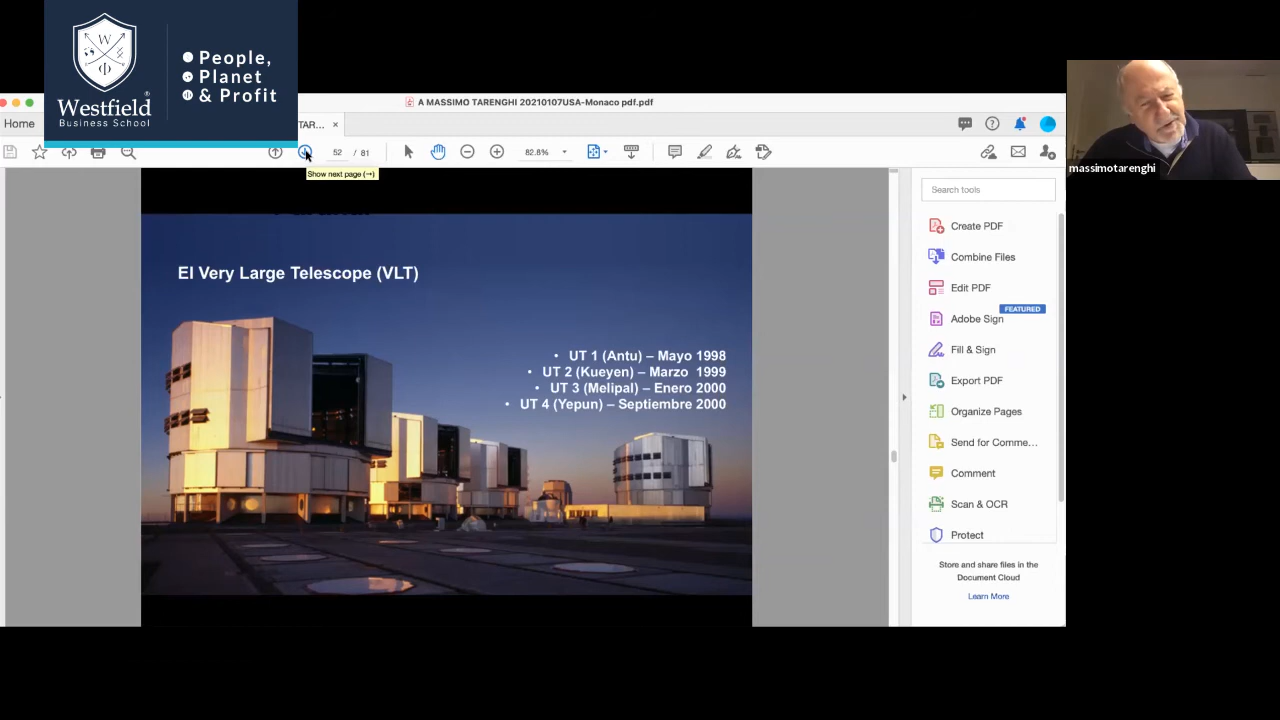 W
Φ
Westfield®
Business School
People,
Planet
& Profit
A MASSIMO TARENGHI 20210107USA-Monaco pdf.pdf
Home
TAR... ×
52 / 81
82.8%
Show next page (→)
El Very Large Telescope (VLT)
• UT 1 (Antu) – Mayo 1998
• UT 2 (Kueyen) – Marzo 1999
• UT 3 (Melipal) – Enero 2000
• UT 4 (Yepun) – Septiembre 2000
Search tools
Create PDF
Combine Files
Edit PDF
FEATURED
Adobe Sign
Fill & Sign
Export PDF
Organize Pages
Send for Comme...
Comment
Scan & OCR
Protect
Store and share files in the
Document Cloud
Learn More
massimotarenghi